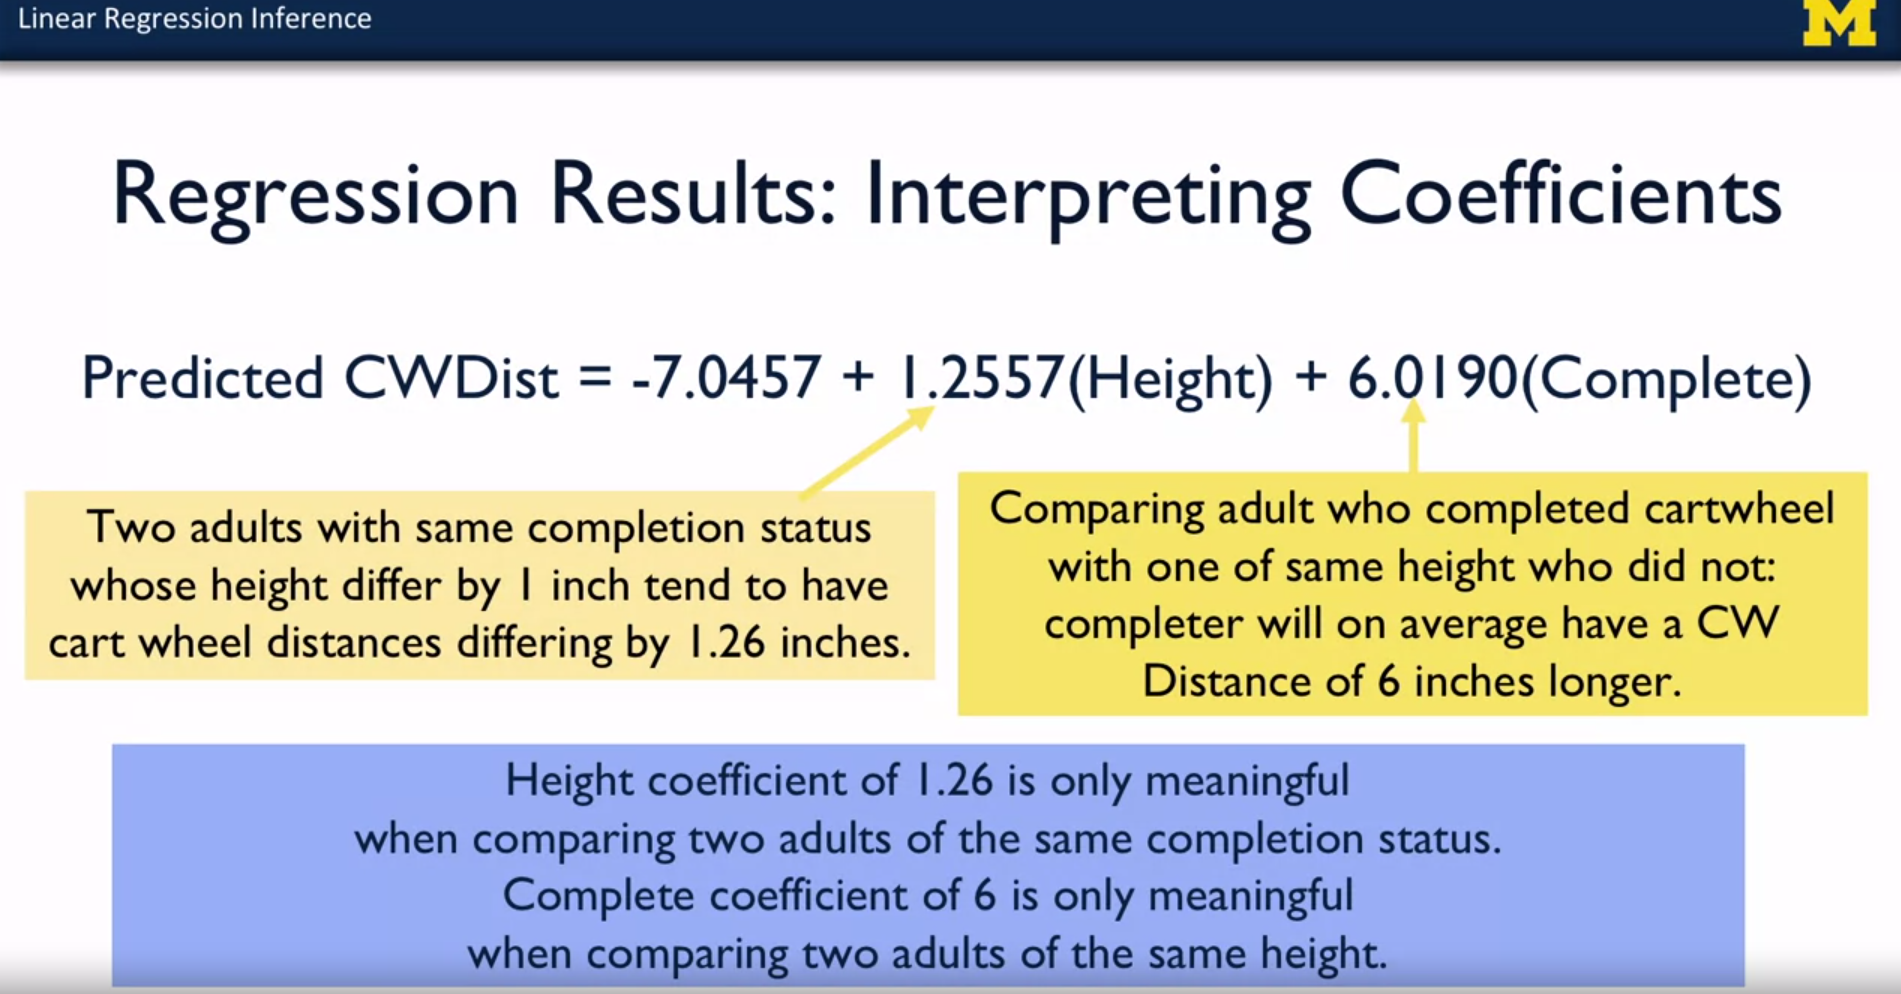 Linear Regression Inference
M
Regression Results: Interpreting Coefficients
Predicted CWDist = -7.0457 + 1.2557(Height) + 6.0190(Complete)
Two adults with same completion status
whose height differ by 1 inch tend to have
cart wheel distances differing by 1.26 inches.
Comparing adult who completed cartwheel
with one of same height who did not:
completer will on average have a CW
Distance of 6 inches longer.
Height coefficient of 1.26 is only meaningful
when comparing two adults of the same completion status.
Complete coefficient of 6 is only meaningful
when comparing two adults of the same height.